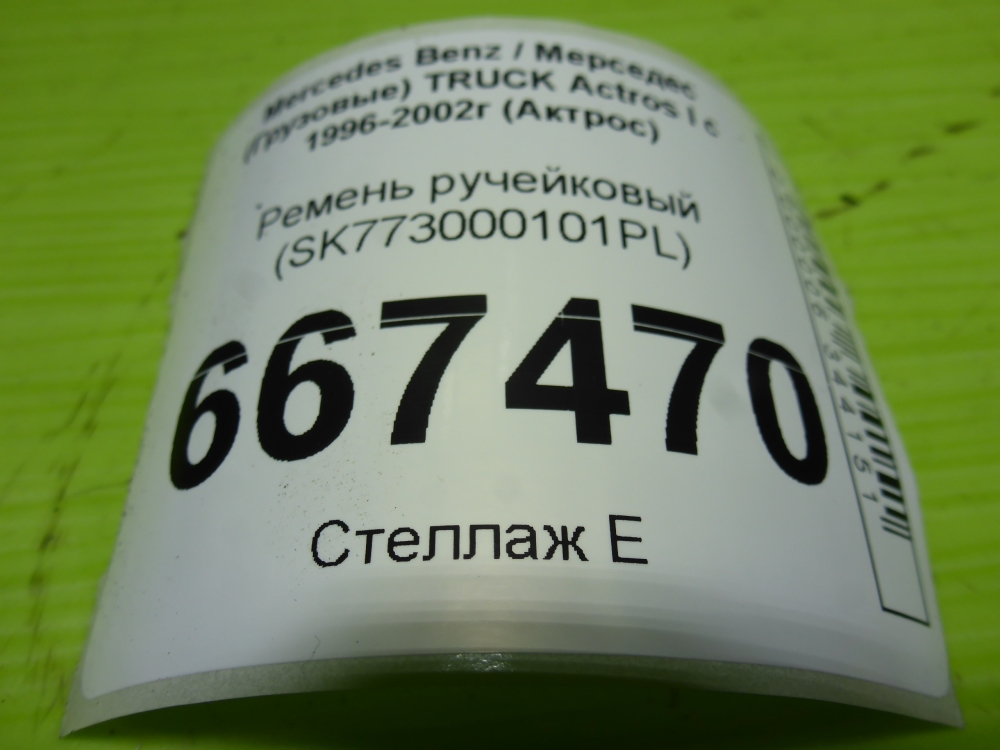 Mercedes Benz / Мерседес
(Грузовые) TRUCK Actros I с
1996-2002г (Актрос)
Ремень ручейковый
(SK773000101PL)
667470
Стеллаж Е